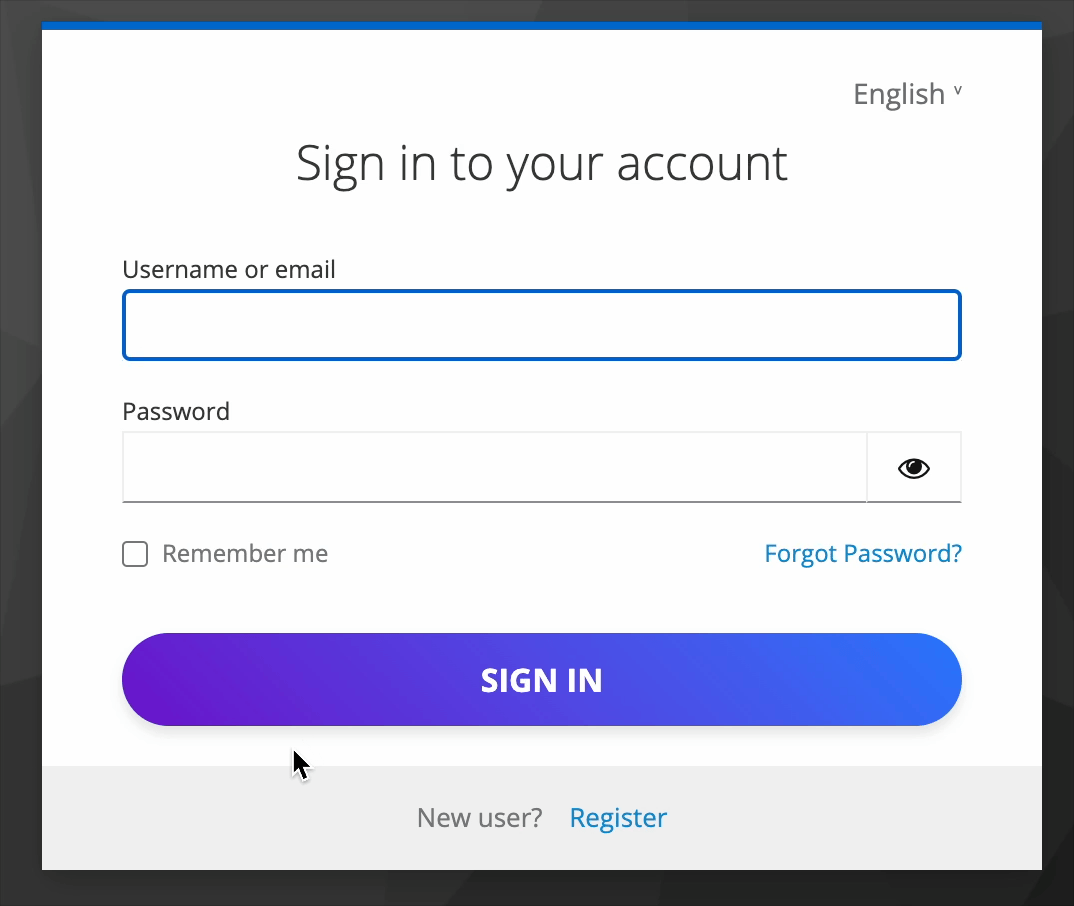 English ˅
Sign in to your account
Username or email
Password
Remember me
Forgot Password?
SIGN IN
New user? Register